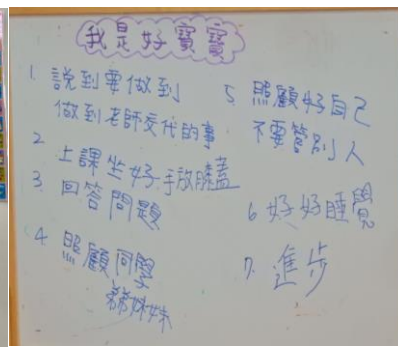 我是好寶寶
1. 說到要做到
做到老師交代的事
2. 上課坐好手放膝蓋
3. 回答問題
4. 照顧同學
弟弟妹妹
5. 照顧好自己
不要管別人
6. 好好睡覺
7. 進步